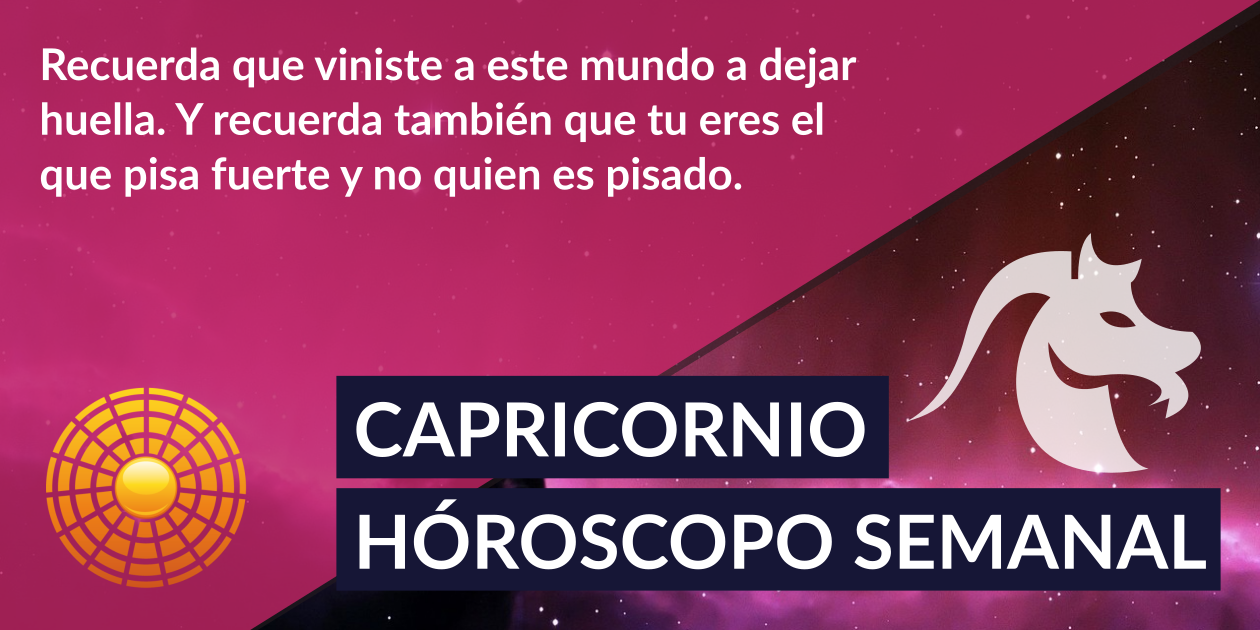 Recuerda que viniste a este mundo a dejar
huella. Y recuerda también que tu eres el
que pisa fuerte y no quien es pisado.
CAPRICORNIO
HÓROSCOPO SEMANAL